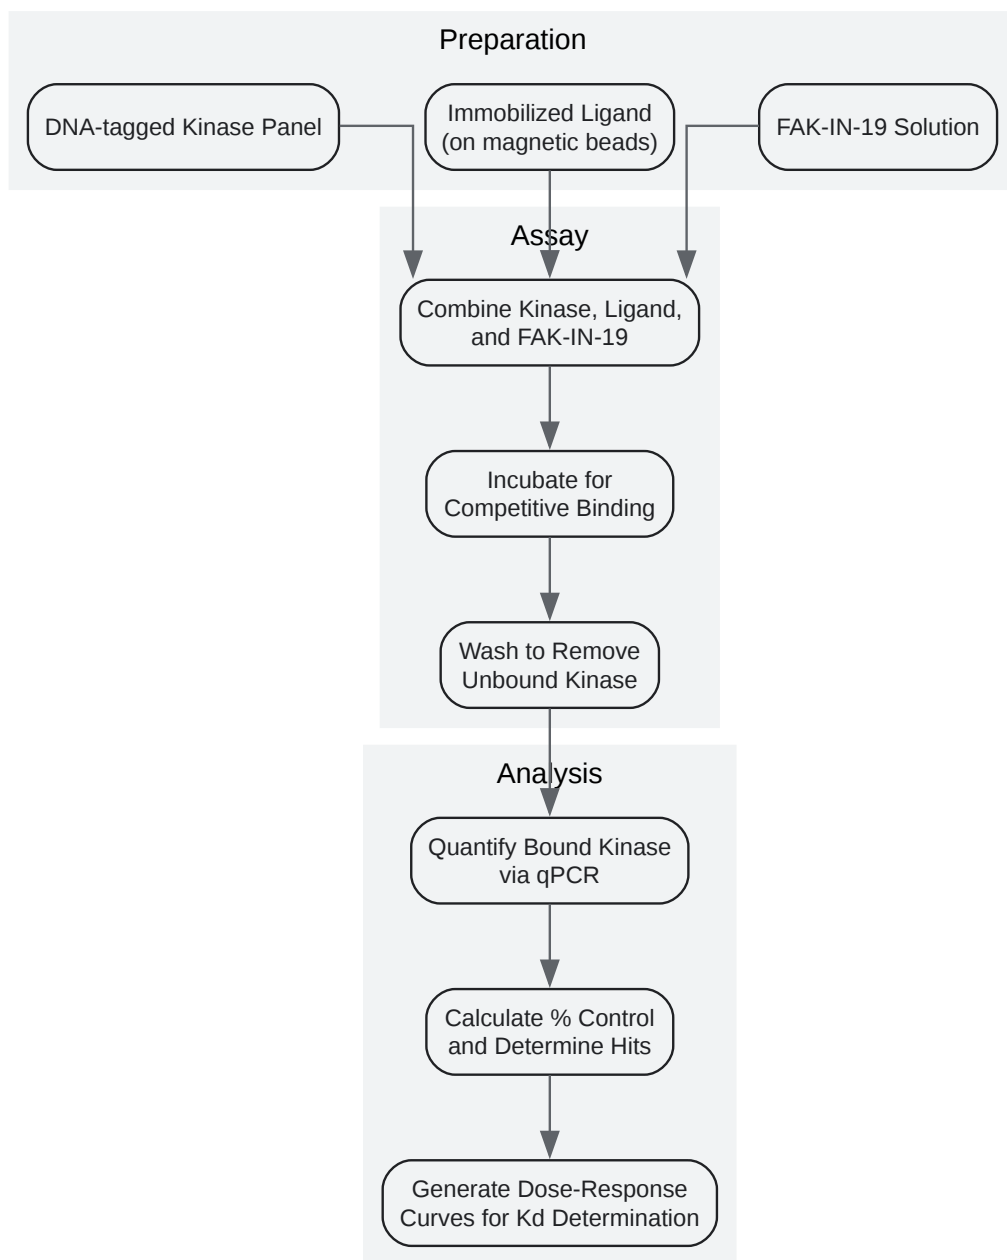 Preparation
DNA-tagged Kinase Panel
Immobilized Ligand
(on magnetic beads)
FAK-IN-19 Solution
Assay
Combine Kinase, Ligand,
and FAK-IN-19
Incubate for
Competitive Binding
Wash to Remove
Unbound Kinase
Analysis
Quantify Bound Kinase
via qPCR
Calculate % Control
and Determine Hits
Generate Dose-Response
Curves for Kd Determination